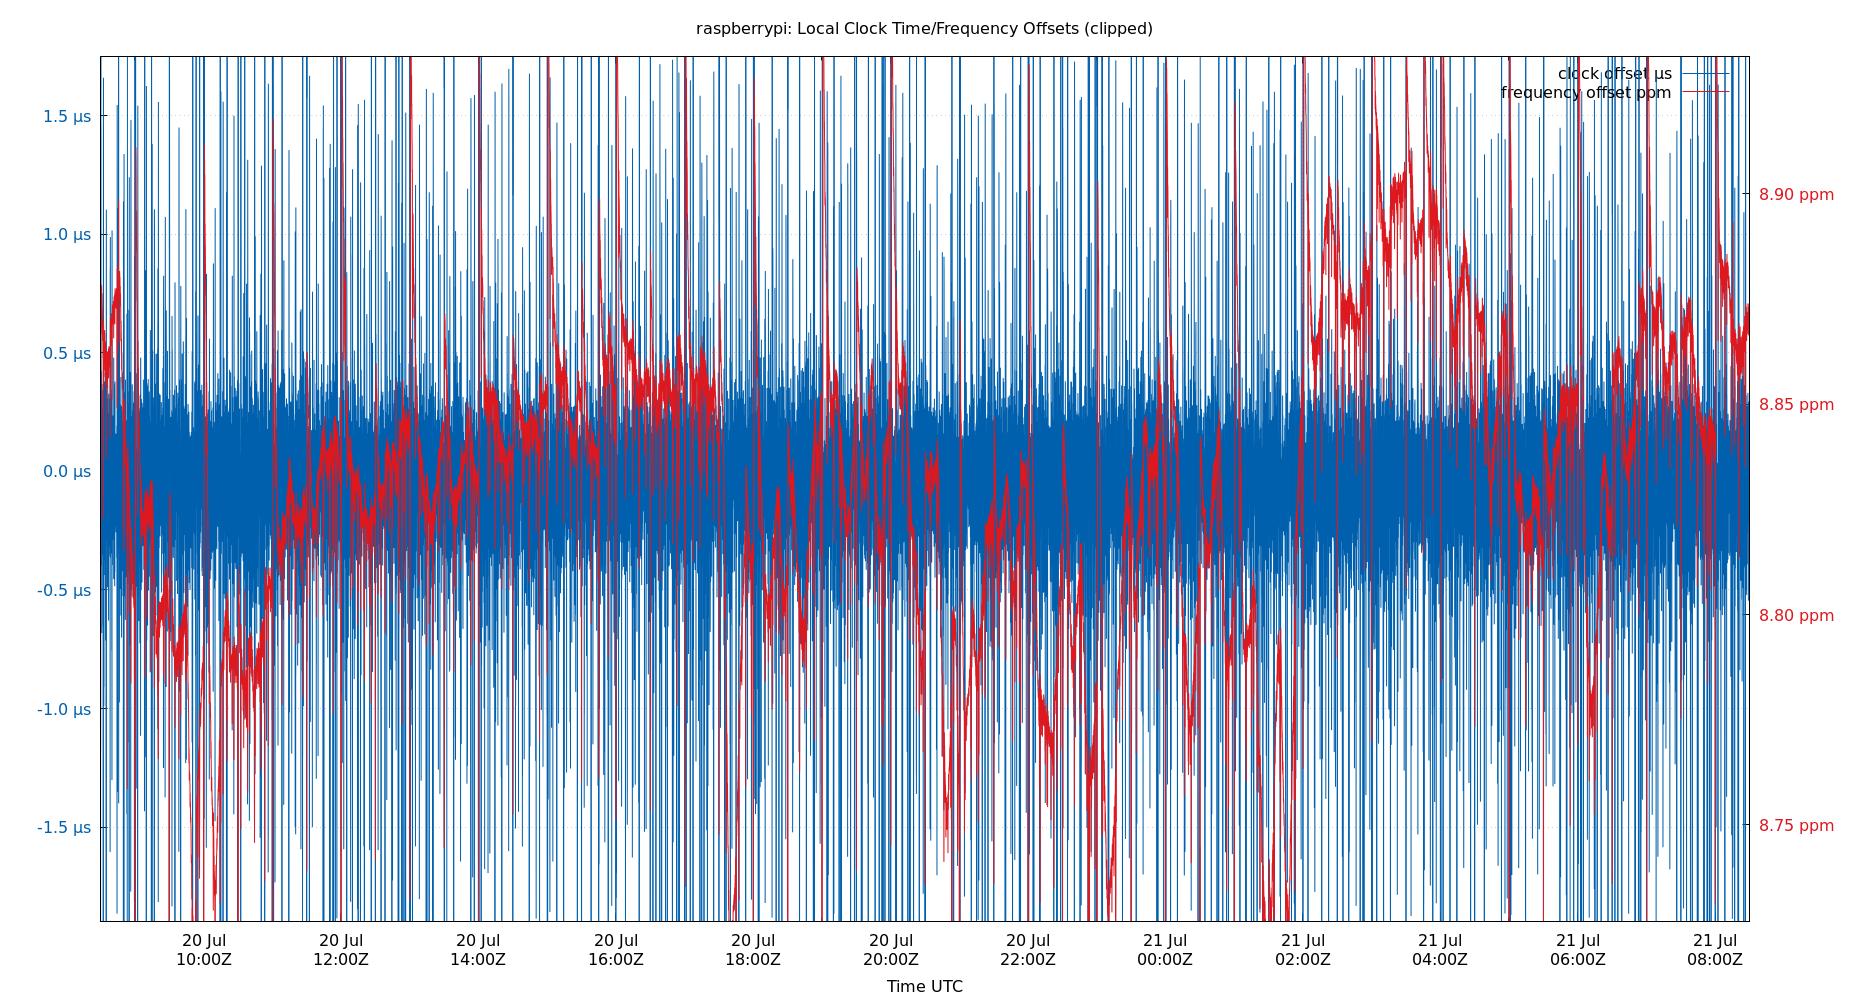 raspberrypi: Local Clock Time/Frequency Offsets (clipped)
clock offset µs
frequency offset ppm
1.5 µs
1.0 µs
0.5 µs
0.0 µs
-0.5 µs
-1.0 µs
-1.5 µs
8.90 ppm
8.85 ppm
8.80 ppm
8.75 ppm
20 Jul 20 Jul 20 Jul 20 Jul 20 Jul 20 Jul 20 Jul 21 Jul 21 Jul 21 Jul 21 Jul 21 Jul
10:00Z 12:00Z 14:00Z 16:00Z 18:00Z 20:00Z 22:00Z 00:00Z 02:00Z 04:00Z 06:00Z 08:00Z
Time UTC